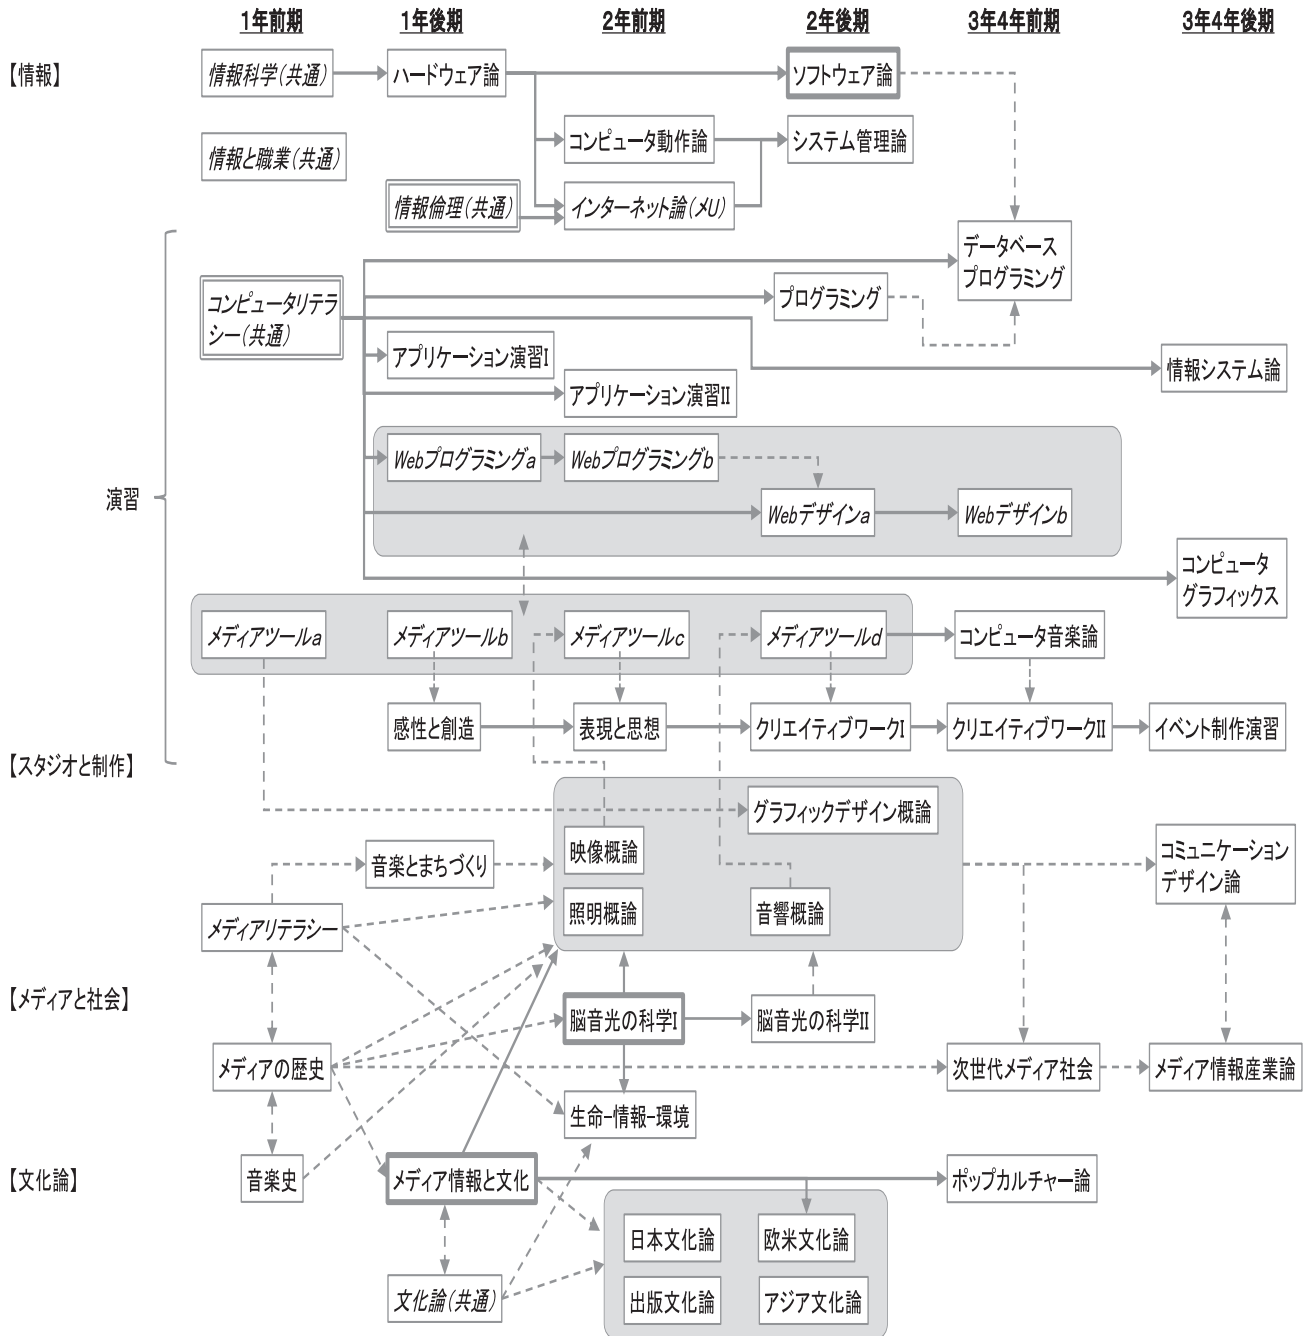 1年前期 1年後期 2年前期 2年後期 3年4年前期 3年4年後期
【情報】
情報科学(共通) ハードウェア論 ソフトウェア論
コンピュータ動作論 システム管理論
情報と職業(共通)
情報倫理(共通) インターネット論(メU)
データベース
プログラミング
コンピュータリテラ
シー(共通)
プログラミング
アプリケーション演習I
情報システム論
アプリケーション演習II
Webプログラミングa Webプログラミングb
演習
Webデザインa Webデザインb
コンピュータ
グラフィックス
メディアツールa メディアツールb メディアツールc メディアツールd コンピュータ音楽論
感性と創造 表現と思想 クリエイティブワークI クリエイティブワークII イベント制作演習
【スタジオと制作】
グラフィックデザイン概論
映像概論
音楽とまちづくり
コミュニケーション
デザイン論
照明概論 音響概論
メディアリテラシー
【メディアと社会】
脳音光の科学I 脳音光の科学II
メディアの歴史 次世代メディア社会 メディア情報産業論
生命-情報-環境
【文化論】
音楽史 メディア情報と文化 ポップカルチャー論
日本文化論 欧米文化論
文化論(共通) 出版文化論 アジア文化論